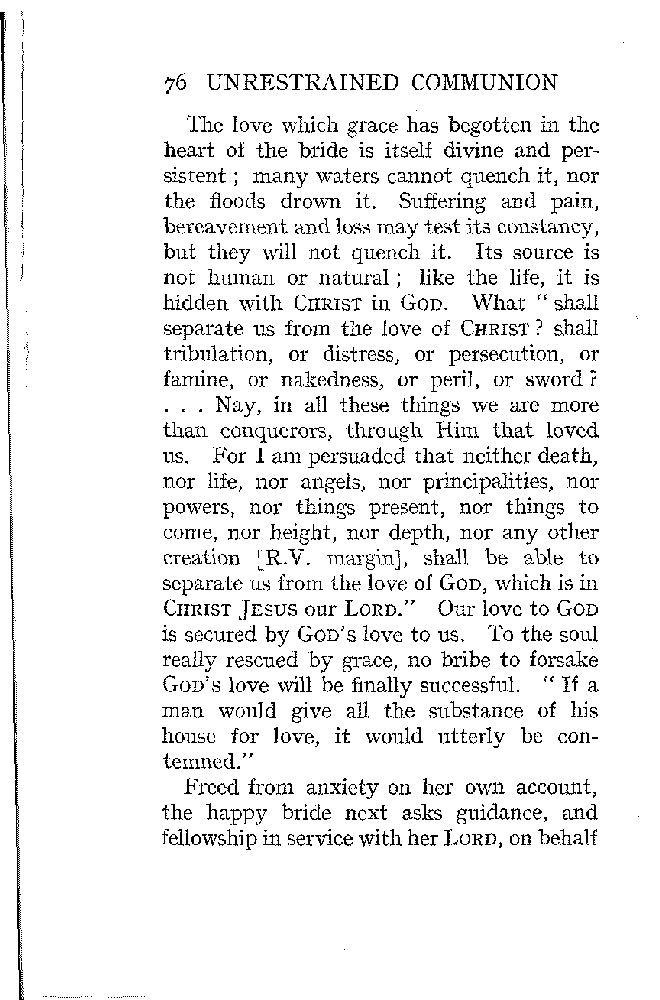 76 UNRESTRAINED COMMUNION
The love which grace has begotten in the
heart of the bride is itself divine and per-
sistent ; many waters cannot quench it, nor
the floods drown it. Suffering and pain,
bereavement and loss may test its constancy,
but they will not quench it. Its source is
not human or natural ; like the life, it is
hidden with CHRIST in GOD. What “ shall
separate us from the love of CHRIST ? shall
tribulation, or distress, or persecution, or
famine, or nakedness, or peril, or sword ?
. . . Nay, in all these things we are more
than conquerors, through Him that loved
us. For I am persuaded that neither death,
nor life, nor angels, nor principalities, nor
powers, nor things present, nor things to
come, nor height, nor depth, nor any other
creation [R.V. margin], shall be able to
separate us from the love of GOD, which is in
CHRIST JESUS our LORD.” Our love to GOD
is secured by GOD’s love to us. To the soul
really rescued by grace, no bribe to forsake
GOD’s love will be finally successful. “ If a
man would give all the substance of his
house for love, it would utterly be con-
temned.”
Freed from anxiety on her own account,
the happy bride next asks guidance, and
fellowship in service with her LORD, on behalf